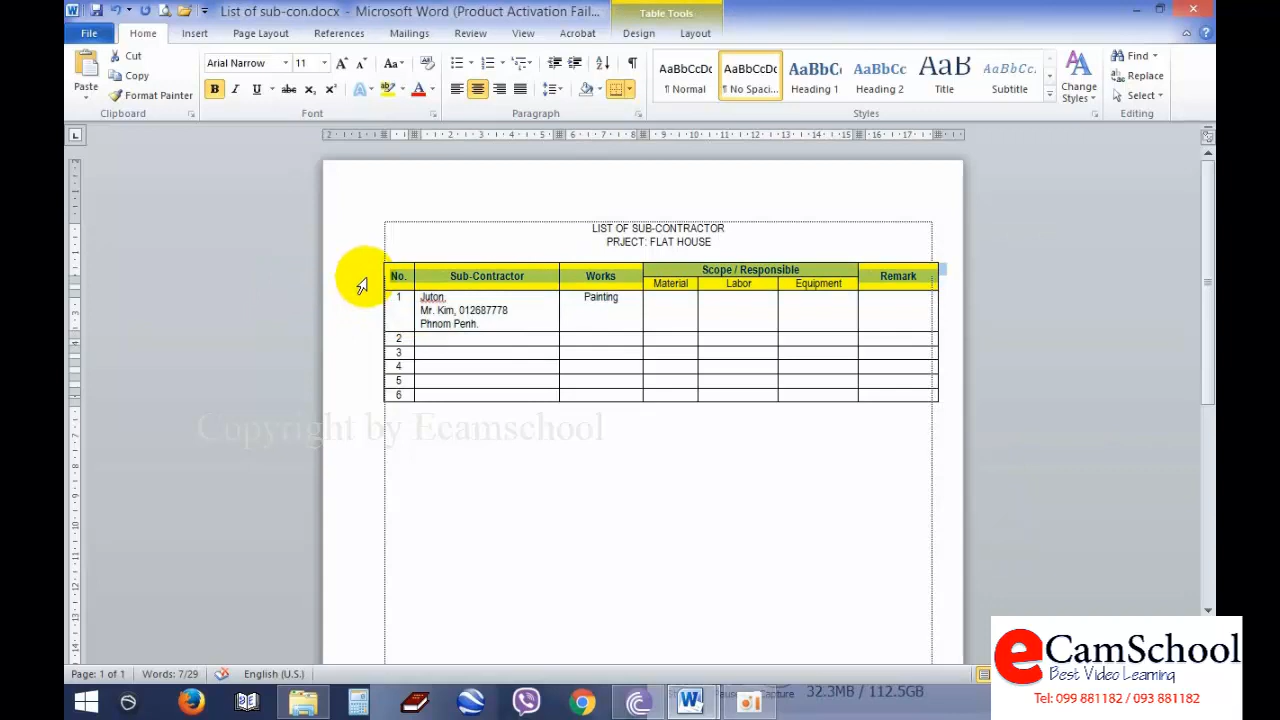 List of sub-con.docx - Microsoft Word (Product Activation Fail...
Table Tools
File Home Insert Page Layout References Mailings Review View Acrobat Design Layout
Paste
Cut
Copy
Format Painter
Clipboard
Arial Narrow 11
B I U abc x₂ x²
Font
Paragraph
AaBbCcDc AaBbCcDc AaBbC AaBbCc AaB AaBbCc.
¶ Normal ¶ No Spaci... Heading 1 Heading 2 Title Subtitle
Change Styles
Styles
Find
Replace
Select
Editing
LIST OF SUB-CONTRACTOR
PRJECT: FLAT HOUSE
No. Sub-Contractor Works Scope / Responsible Remark
Material Labor Equipment
1 Juton, Painting
Mr. Kim, 012687778
Phnom Penh.
2
3
4
5
6
Copyright by Ecamschool
Page: 1 of 1 Words: 7/29 English (U.S.)
32.3MB / 112.5GB
eCamSchool
Best Video Learning
Tel: 099 881182 / 093 881182